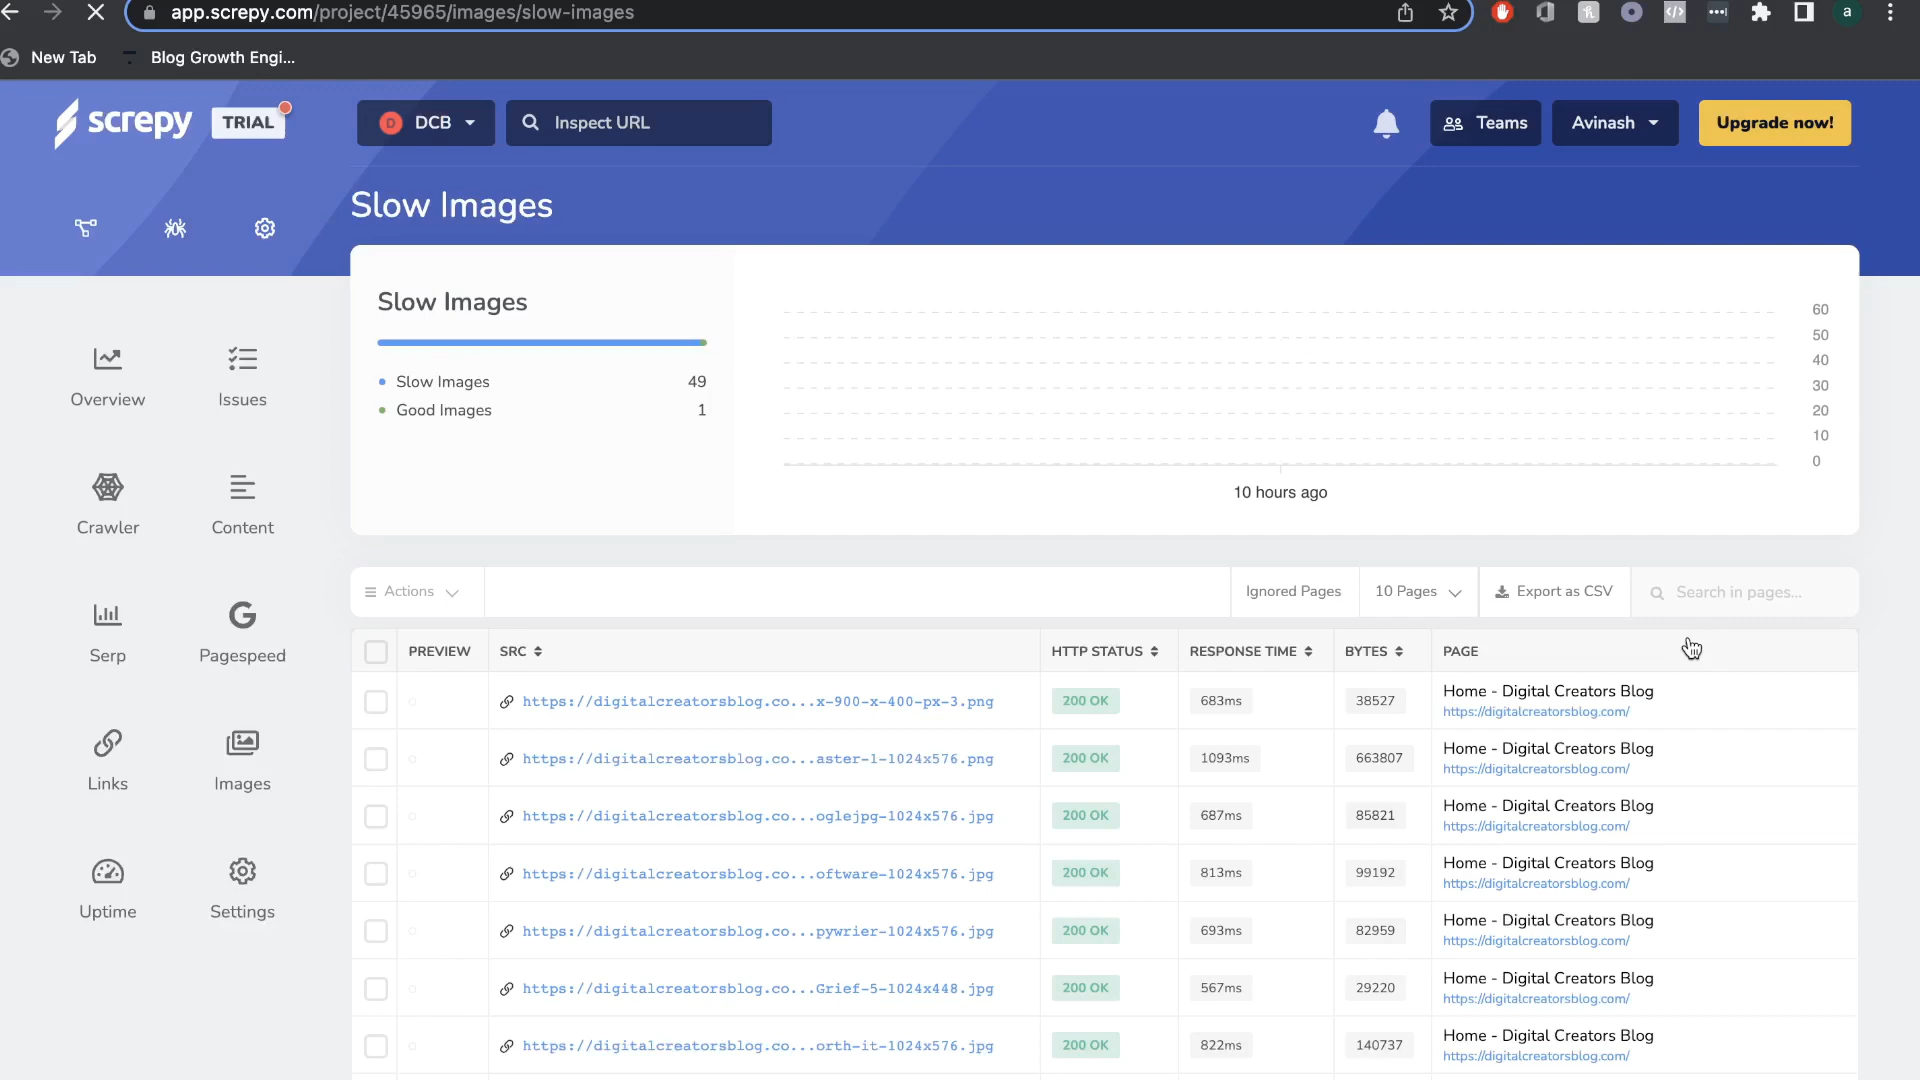 app.screpy.com/project/45965/images/slow-images
a
New Tab
Blog Growth Engi...
screpy
TRIAL
D
DCB
Inspect URL
Teams
Avinash
Upgrade now!
Slow Images
Slow Images
Slow Images 49
Good Images 1
60
50
40
30
20
10
0
10 hours ago
Overview
Issues
Crawler
Content
Serp
Pagespeed
Links
Images
Uptime
Settings
Actions
Ignored Pages
10 Pages
Export as CSV
Search in pages...
PREVIEW SRC HTTP STATUS RESPONSE TIME BYTES PAGE
https://digitalcreatorsblog.co...x-900-x-400-px-3.png 200 OK 683ms 38527 Home - Digital Creators Blog
https://digitalcreatorsblog.com/
https://digitalcreatorsblog.co...aster-1-1024x576.png 200 OK 1093ms 663807 Home - Digital Creators Blog
https://digitalcreatorsblog.com/
https://digitalcreatorsblog.co...oglejpg-1024x576.jpg 200 OK 687ms 85821 Home - Digital Creators Blog
https://digitalcreatorsblog.com/
https://digitalcreatorsblog.co...oftware-1024x576.jpg 200 OK 813ms 99192 Home - Digital Creators Blog
https://digitalcreatorsblog.com/
https://digitalcreatorsblog.co...pywrier-1024x576.jpg 200 OK 693ms 82959 Home - Digital Creators Blog
https://digitalcreatorsblog.com/
https://digitalcreatorsblog.co...Grief-5-1024x448.jpg 200 OK 567ms 29220 Home - Digital Creators Blog
https://digitalcreatorsblog.com/
https://digitalcreatorsblog.co...orth-it-1024x576.jpg 200 OK 822ms 140737 Home - Digital Creators Blog
https://digitalcreatorsblog.com/